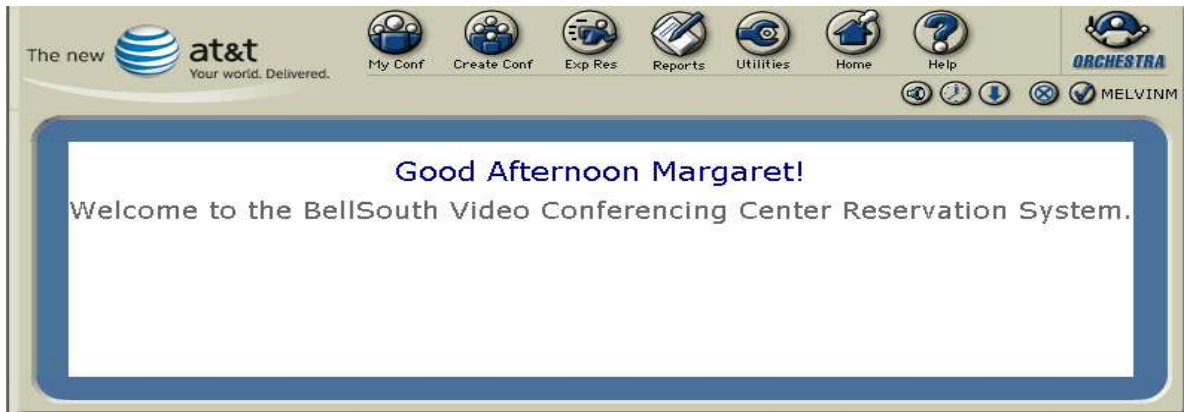 The new at&t
Your world. Delivered.
My Conf Create Conf Exp Res Reports Utilities Home Help ORCHESTRA
MELVINM
Good Afternoon Margaret!
Welcome to the BellSouth Video Conferencing Center Reservation System.